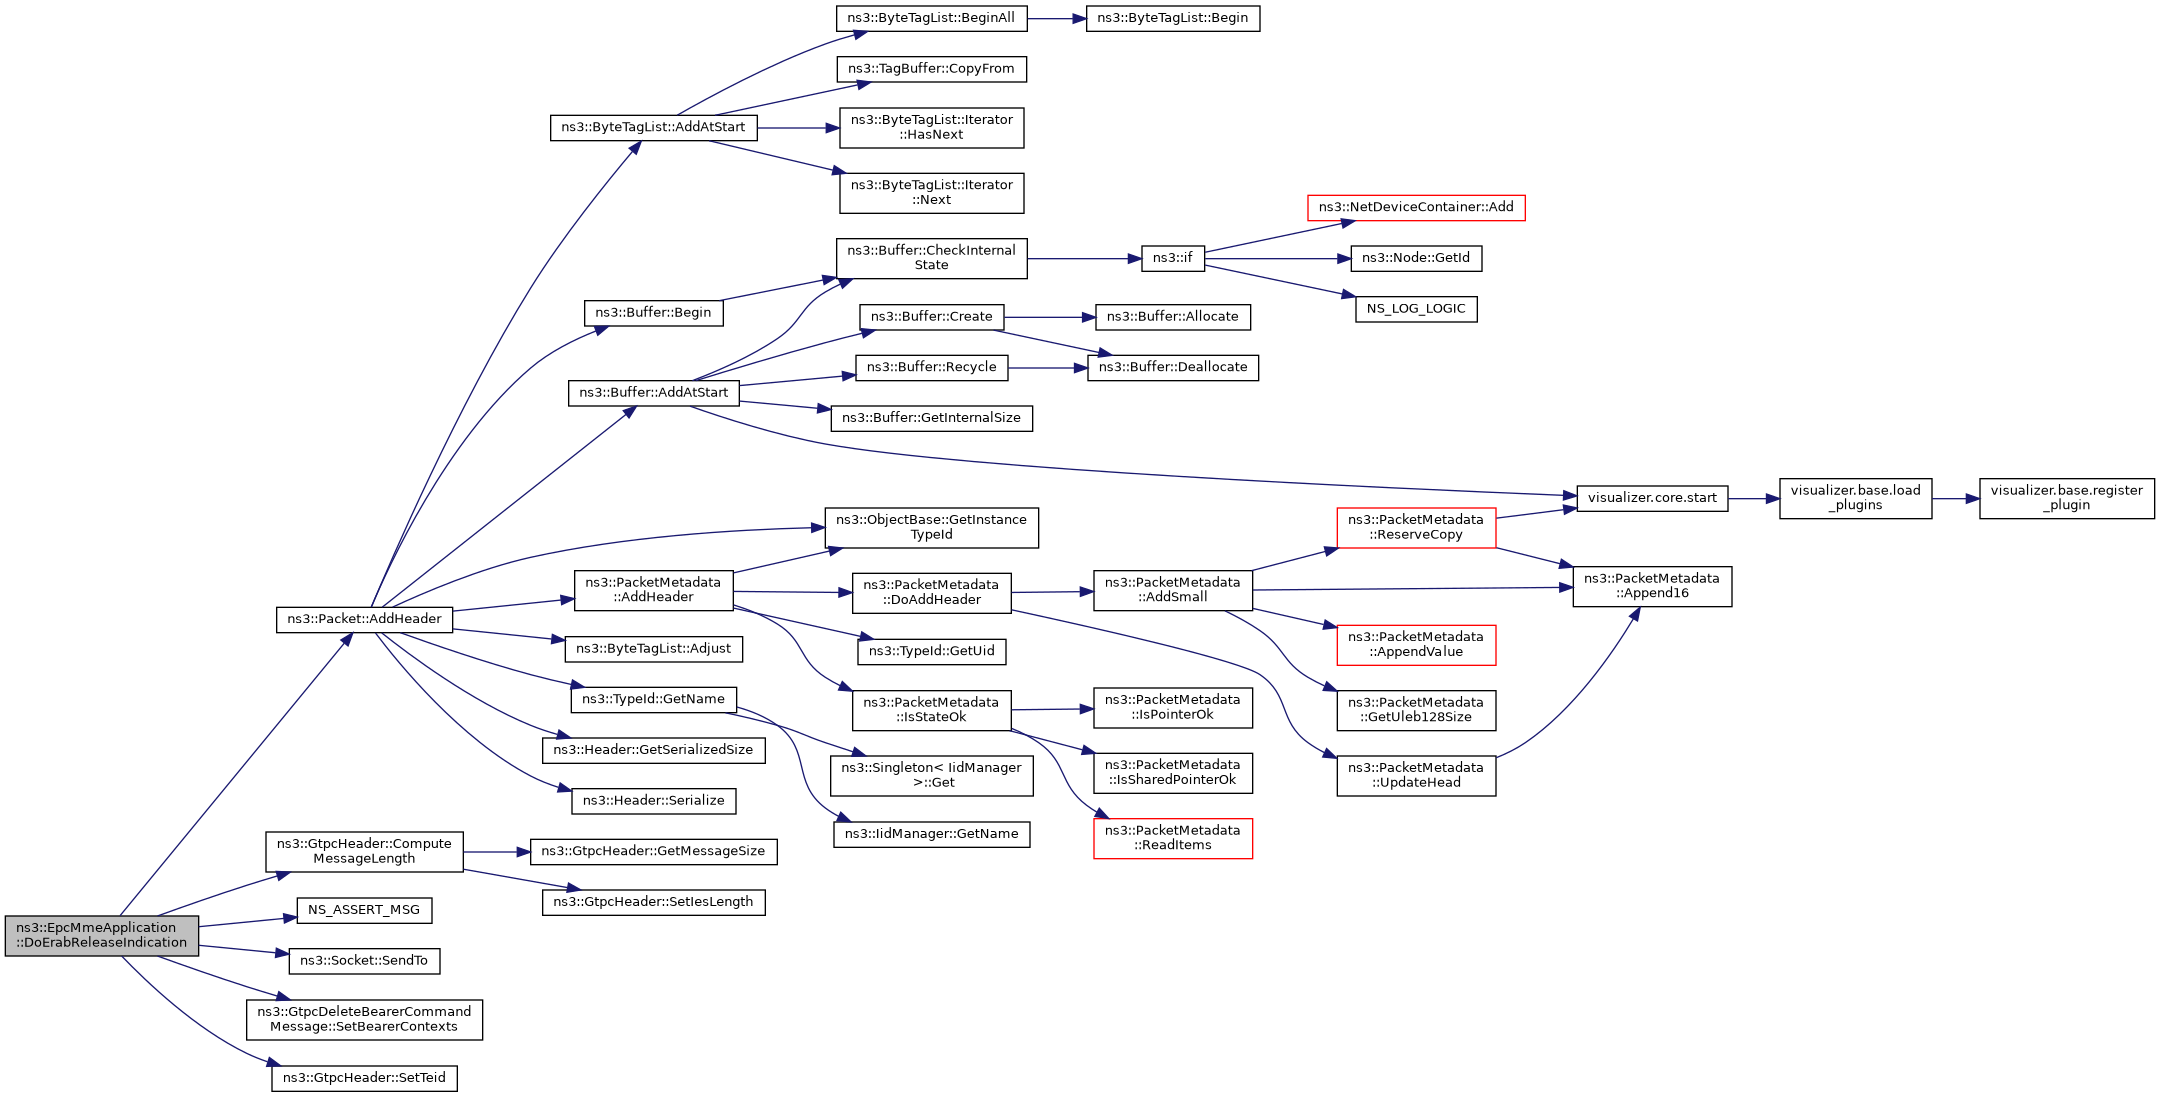 ns3::ByteTagList::BeginAll
ns3::ByteTagList::Begin
ns3::TagBuffer::CopyFrom
ns3::ByteTagList::AddAtStart
ns3::ByteTagList::Iterator
::HasNext
ns3::ByteTagList::Iterator
::Next
ns3::NetDeviceContainer::Add
ns3::Buffer::CheckInternal
State
ns3::if
ns3::Node::GetId
NS_LOG_LOGIC
ns3::Buffer::Begin
ns3::Buffer::Create
ns3::Buffer::Allocate
ns3::Buffer::Recycle
ns3::Buffer::Deallocate
ns3::Buffer::AddAtStart
ns3::Buffer::GetInternalSize
visualizer.core.start
visualizer.base.load
_plugins
visualizer.base.register
_plugin
ns3::ObjectBase::GetInstance
TypeId
ns3::PacketMetadata
::ReserveCopy
ns3::PacketMetadata
::AddHeader
ns3::PacketMetadata
::DoAddHeader
ns3::PacketMetadata
::AddSmall
ns3::PacketMetadata
::Append16
ns3::Packet::AddHeader
ns3::ByteTagList::Adjust
ns3::TypeId::GetUid
ns3::PacketMetadata
::AppendValue
ns3::TypeId::GetName
ns3::PacketMetadata
::IsStateOk
ns3::PacketMetadata
::IsPointerOk
ns3::PacketMetadata
::GetUleb128Size
ns3::Header::GetSerializedSize
ns3::Singleton< IidManager
>::Get
ns3::PacketMetadata
::IsSharedPointerOk
ns3::PacketMetadata
::UpdateHead
ns3::Header::Serialize
ns3::IidManager::GetName
ns3::PacketMetadata
::ReadItems
ns3::GtpcHeader::Compute
MessageLength
ns3::GtpcHeader::GetMessageSize
ns3::GtpcHeader::SetIesLength
NS_ASSERT_MSG
ns3::EpcMmeApplication
::DoErabReleaseIndication
ns3::Socket::SendTo
ns3::GtpcDeleteBearerCommand
Message::SetBearerContexts
ns3::GtpcHeader::SetTeid